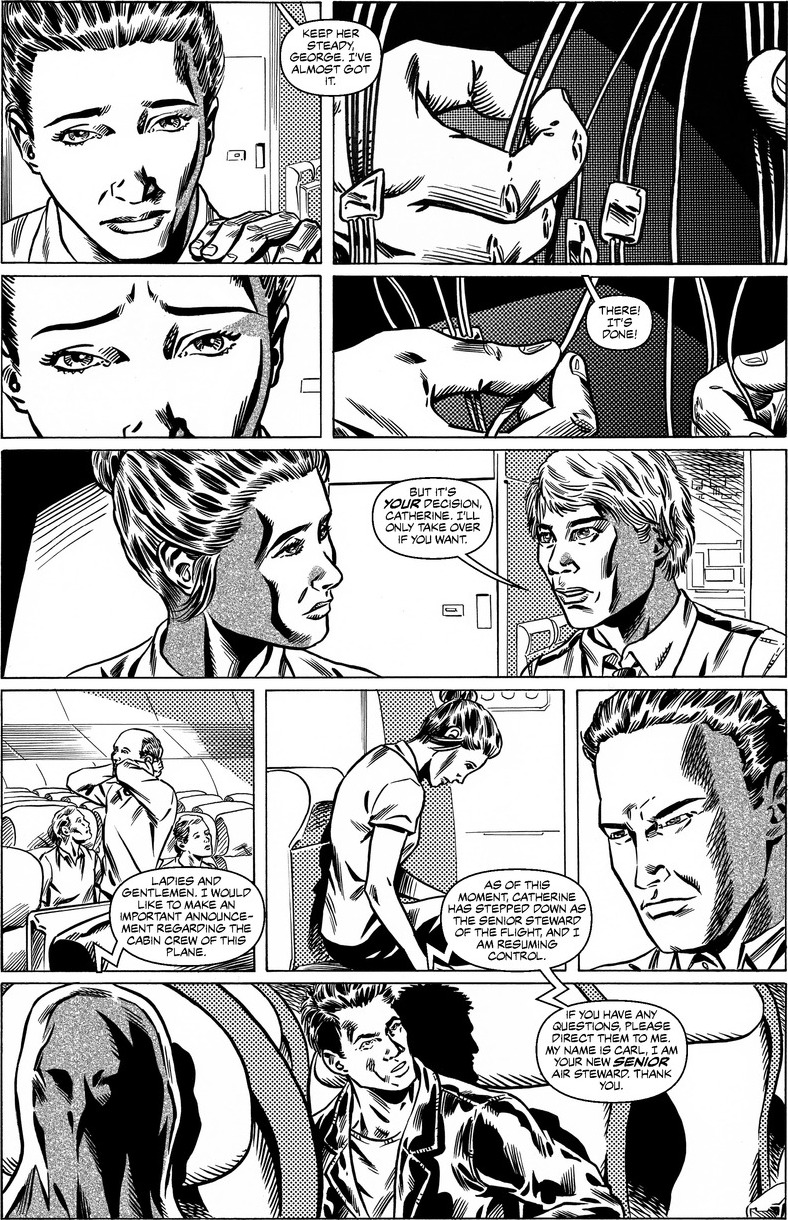 KEEP HER
STEADY,
GEORGE. I'VE
ALMOST GOT
IT.
THERE!
IT'S
DONE!
BUT IT'S
YOUR DECISION,
CATHERINE. I'LL
ONLY TAKE OVER
IF YOU WANT.
LADIES AND
GENTLEMEN. I WOULD
LIKE TO MAKE AN
IMPORTANT ANNOUNCE-
MENT REGARDING THE
CABIN CREW OF THIS
PLANE.
AS OF THIS
MOMENT, CATHERINE
HAS STEPPED DOWN AS
THE SENIOR STEWARD
OF THE FLIGHT, AND I
AM RESUMING
CONTROL.
IF YOU HAVE ANY
QUESTIONS, PLEASE
DIRECT THEM TO ME.
MY NAME IS CARL, I AM
YOUR NEW SENIOR
AIR STEWARD. THANK
YOU.